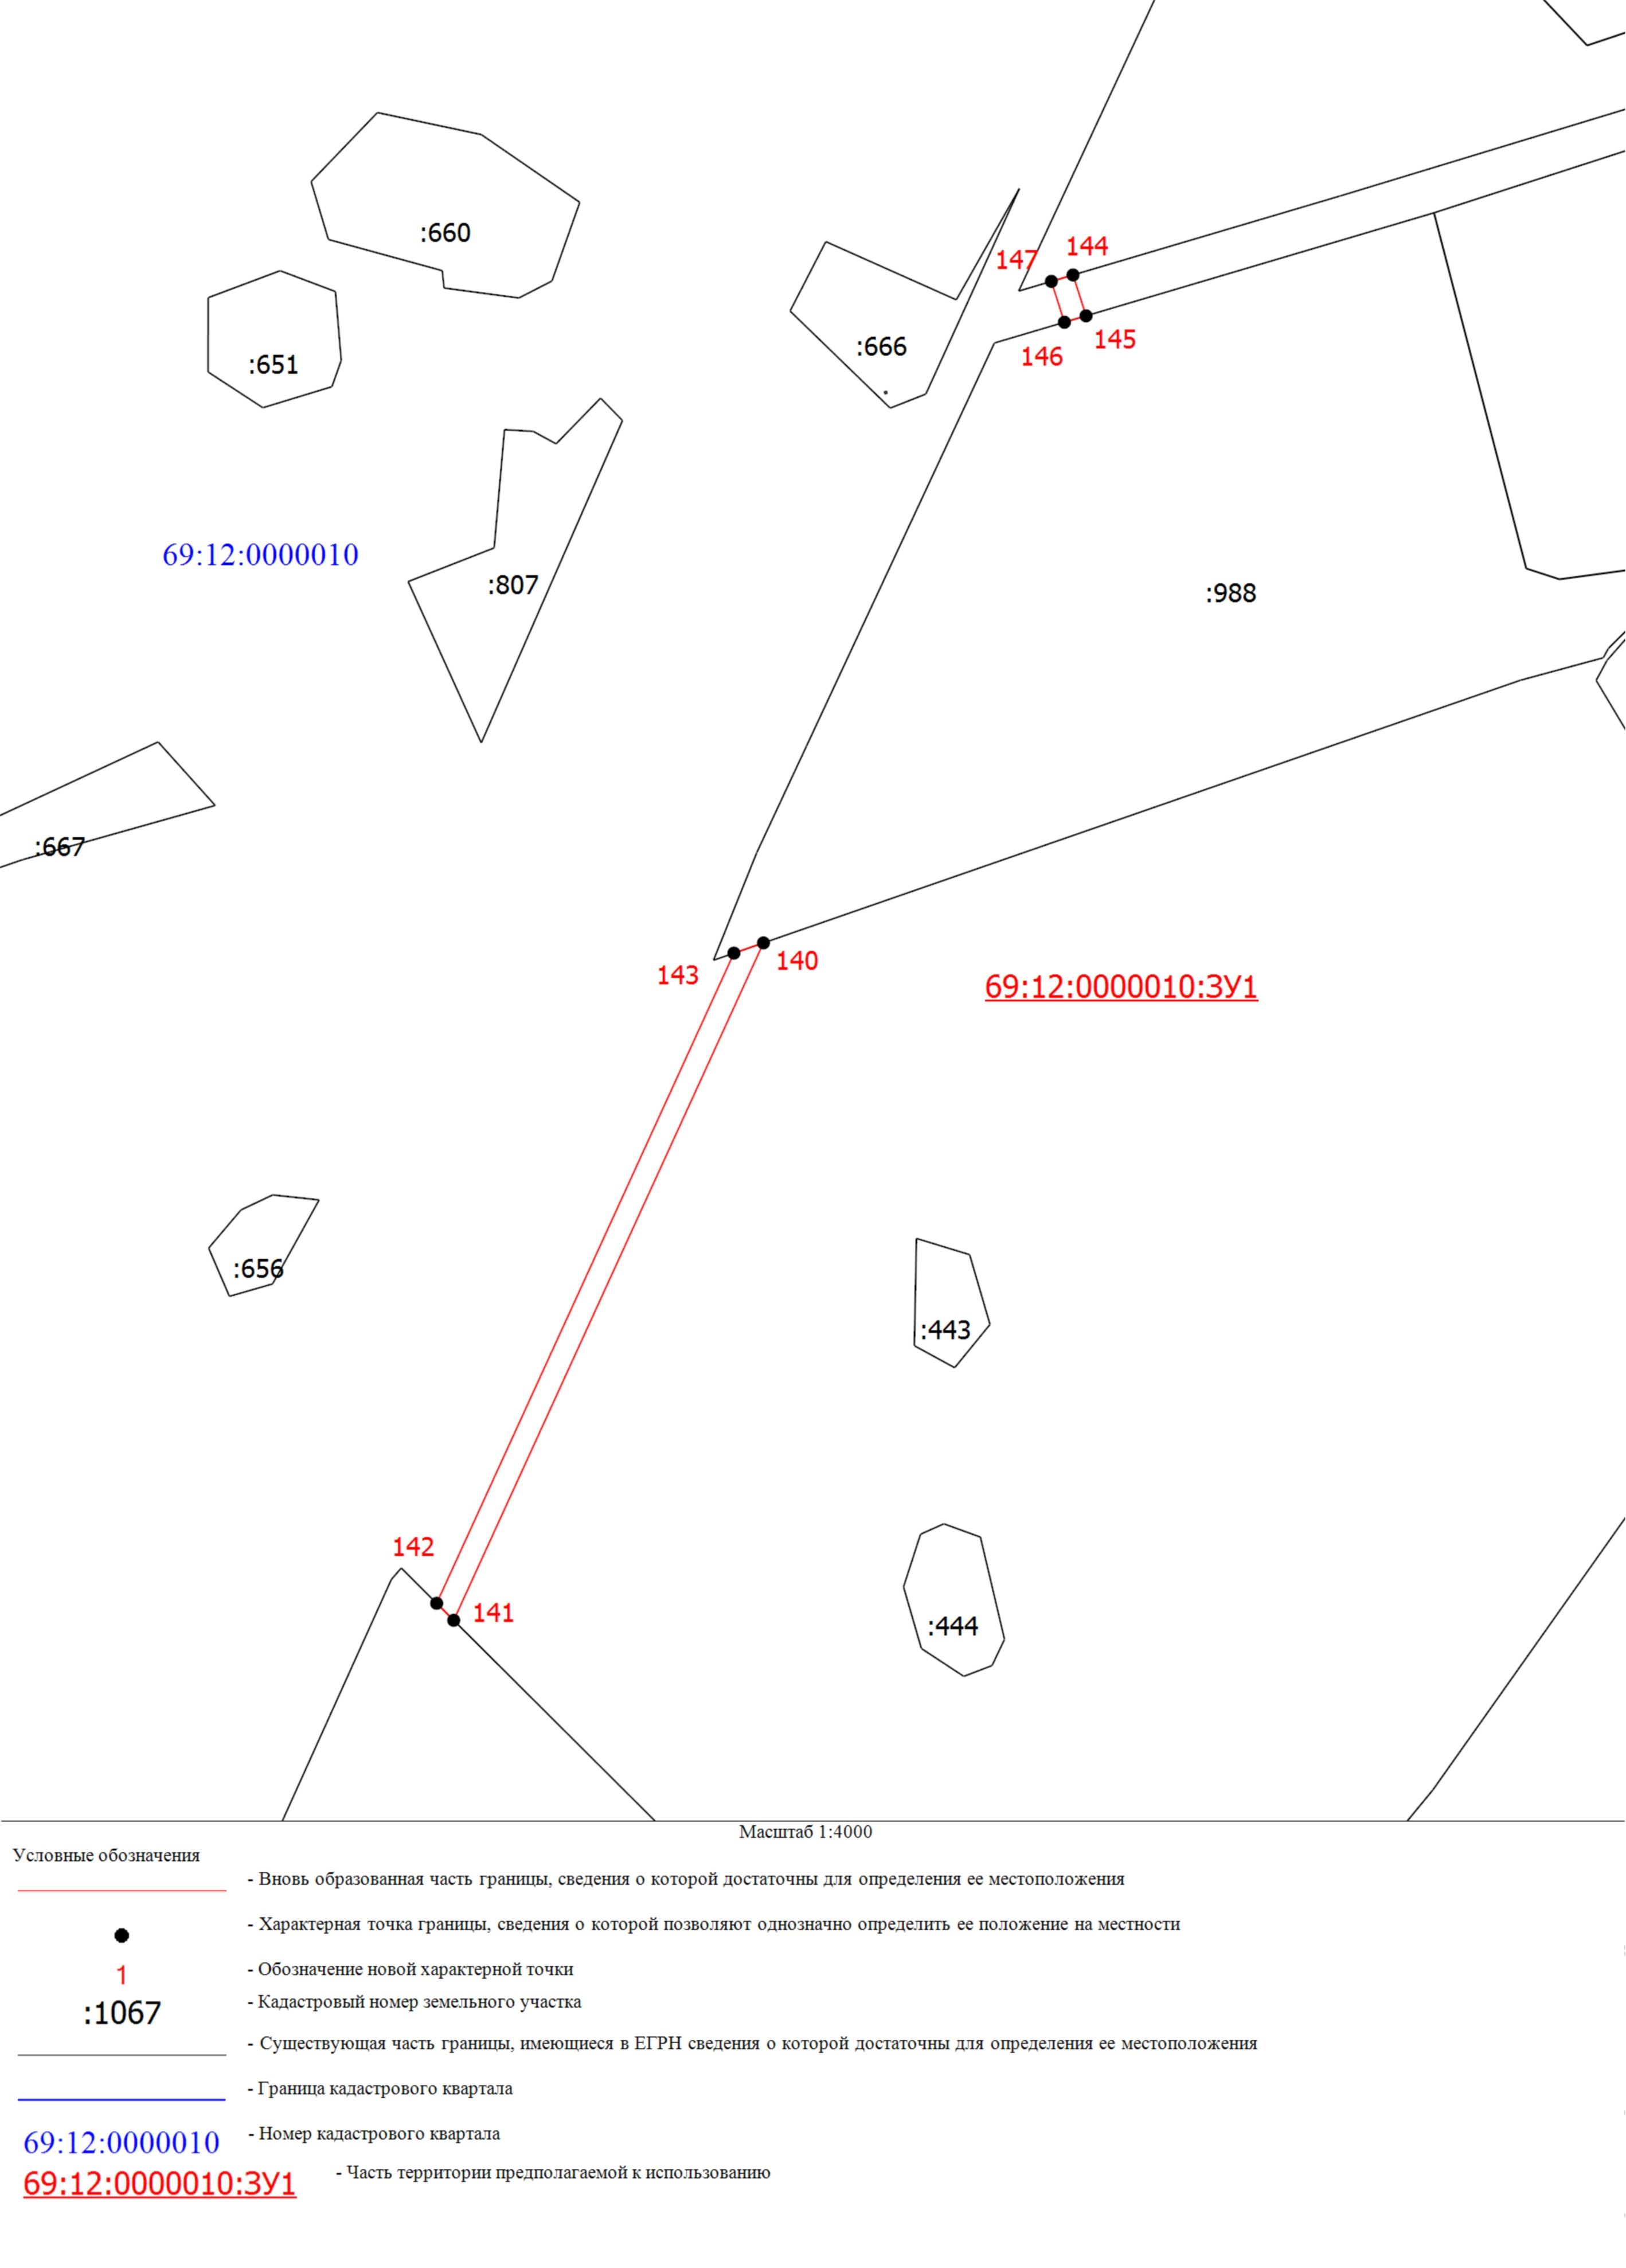 :660
147
144
:651
:666
145
146
69:12:0000010
:807
:988
:667
143
140
69:12:0000010:ЗУ1
:656
:443
142
141
:444
Масштаб 1:4000
Условные обозначения
- Вновь образованная часть границы, сведения о которой достаточны для определения ее местоположения
- Характерная точка границы, сведения о которой позволяют однозначно определить ее положение на местности
1
- Обозначение новой характерной точки
:1067
- Кадастровый номер земельного участка
- Существующая часть границы, имеющиеся в ЕГРН сведения о которой достаточны для определения ее местоположения
- Граница кадастрового квартала
69:12:0000010
- Номер кадастрового квартала
69:12:0000010:ЗУ1
- Часть территории предполагаемой к использованию